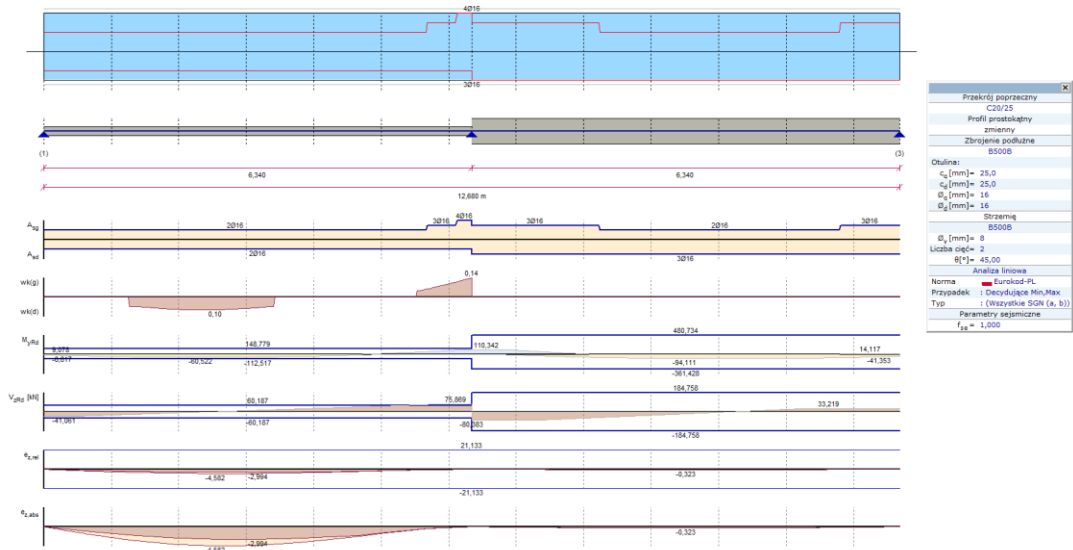 4Ø16
3Ø16
(1)
(3)
6,340
6,340
12,680 m
Asg
Asd
2Ø16
3Ø16
4Ø16
3Ø16
2Ø16
3Ø16
2Ø16
3Ø16
wk(g)
wk(d)
0,14
0,10
MyRd
9,078
148,779
110,342
480,734
14,117
-60,522
-112,517
-94,111
-361,428
-41,353
VzRd [kN]
60,187
75,869
184,758
33,219
-41,061
-60,187
-184,758
ez,rel
21,133
-4,582
-2,994
-0,323
-21,133
ez,abs
-2,994
-0,323
Przekrój poprzeczny
C20/25
Profil prostokątny
zmienny
Zbrojenie podłużne
B500B
Otulina:
cg[mm]= 25,0
cd[mm]= 25,0
Øg[mm]= 16
Ød[mm]= 16
Strzemię
B500B
Øv[mm]= 8
Liczba cięć= 2
θ[°]= 45,00
Analiza liniowa
Norma Eurokod-PL
Przypadek : Decydujące Min,Max
Typ : (Wszystkie SGN (a, b))
Parametry sejsmiczne
= 1,000